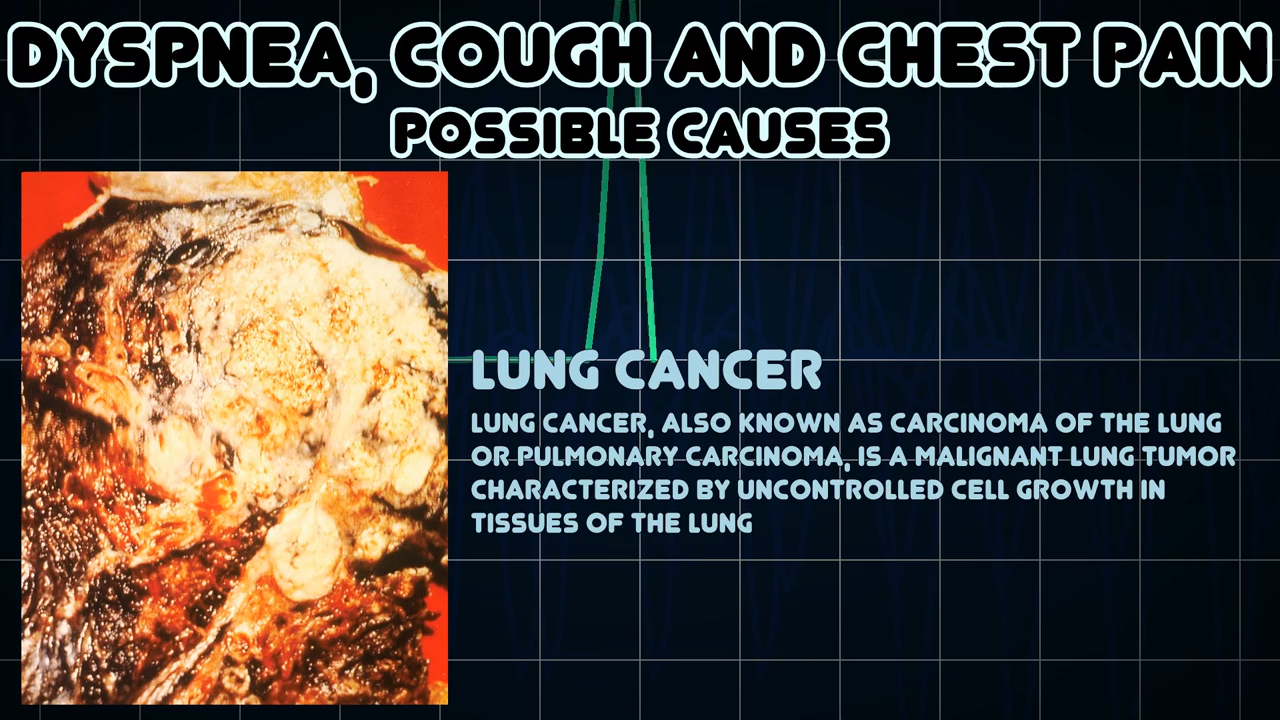 DYSPNEA, COUGH AND CHEST PAIN
POSSIBLE CAUSES
LUNG CANCER
LUNG CANCER, ALSO KNOWN AS CARCINOMA OF THE LUNG
OR PULMONARY CARCINOMA, IS A MALIGNANT LUNG TUMOR
CHARACTERIZED BY UNCONTROLLED CELL GROWTH IN
TISSUES OF THE LUNG